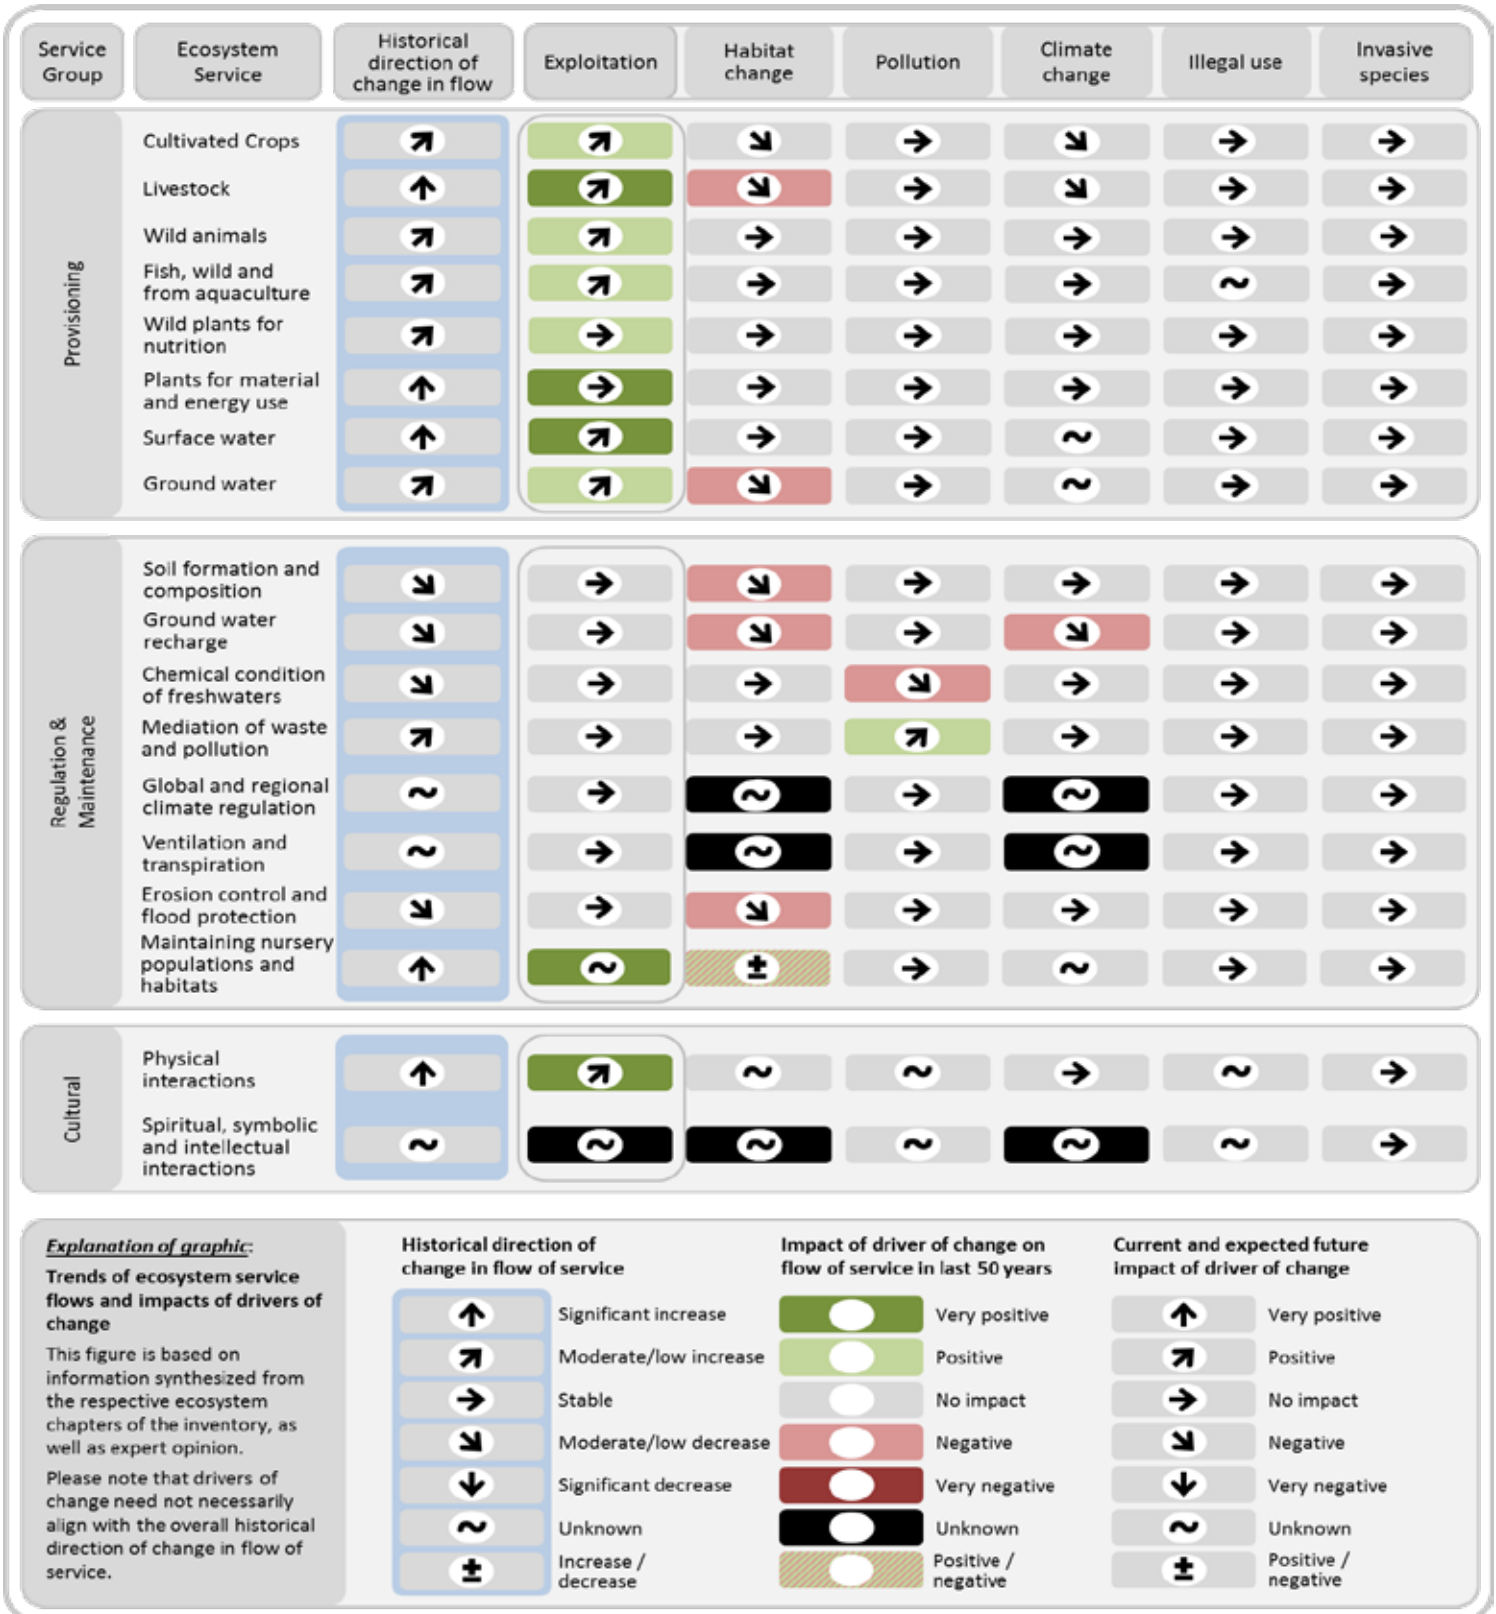 Service
Group
Ecosystem
Service
Historical
direction of
change in flow
Exploitation
Habitat
change
Pollution
Climate
change
Illegal use
Invasive
species
Provisioning
Cultivated Crops
Livestock
Wild animals
Fish, wild and
from aquaculture
Wild plants for
nutrition
Plants for material
and energy use
Surface water
Ground water
Regulation &
Maintenance
Soil formation and
composition
Ground water
recharge
Chemical condition
of freshwaters
Mediation of waste
and pollution
Global and regional
climate regulation
Ventilation and
transpiration
Erosion control and
flood protection
Maintaining nursery
populations and
habitats
Cultural
Physical
interactions
Spiritual, symbolic
and intellectual
interactions
Explanation of graphic:
Trends of ecosystem service
flows and impacts of drivers of
change
This figure is based on
information synthesized from
the respective ecosystem
chapters of the inventory, as
well as expert opinion.
Please note that drivers of
change need not necessarily
align with the overall historical
direction of change in flow of
service.
Historical direction of
change in flow of service
Significant increase
Moderate/low increase
Stable
Moderate/low decrease
Significant decrease
Unknown
Increase /
decrease
Impact of driver of change on
flow of service in last 50 years
Very positive
Positive
No impact
Negative
Very negative
Unknown
Positive /
negative
Current and expected future
impact of driver of change
Very positive
Positive
No impact
Negative
Very negative
Unknown
Positive /
negative